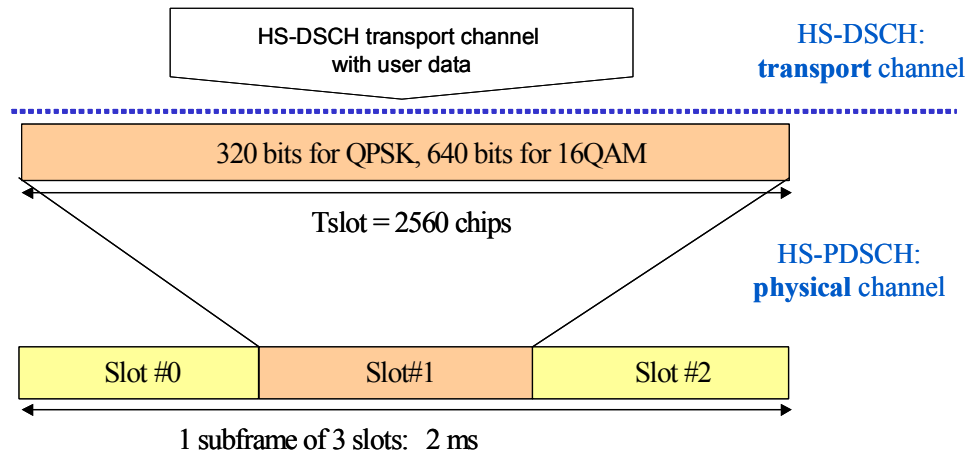 HS-DSCH transport channel
with user data
HS-DSCH:
transport channel
320 bits for QPSK, 640 bits for 16QAM
Tslot = 2560 chips
HS-PDSCH:
physical channel
Slot #0
Slot#1
Slot #2
1 subframe of 3 slots: 2 ms